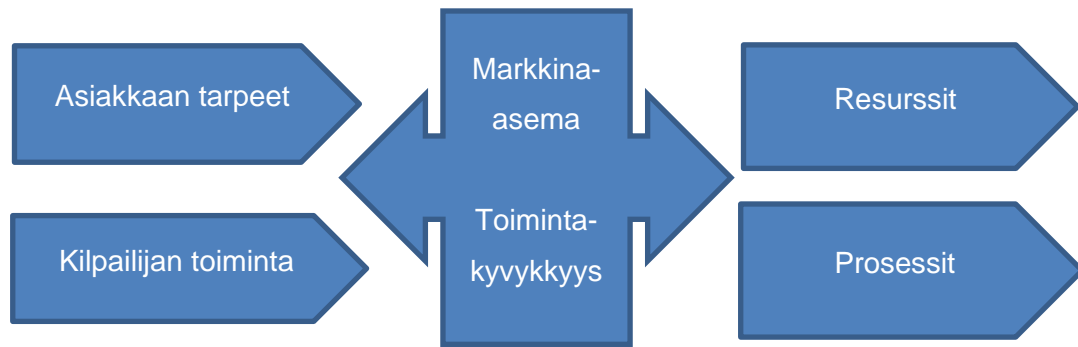 Asiakkaan tarpeet
Kilpailijan toiminta
Markkina-
asema
Toiminta-
kyvykkyys
Resurssit
Prosessit